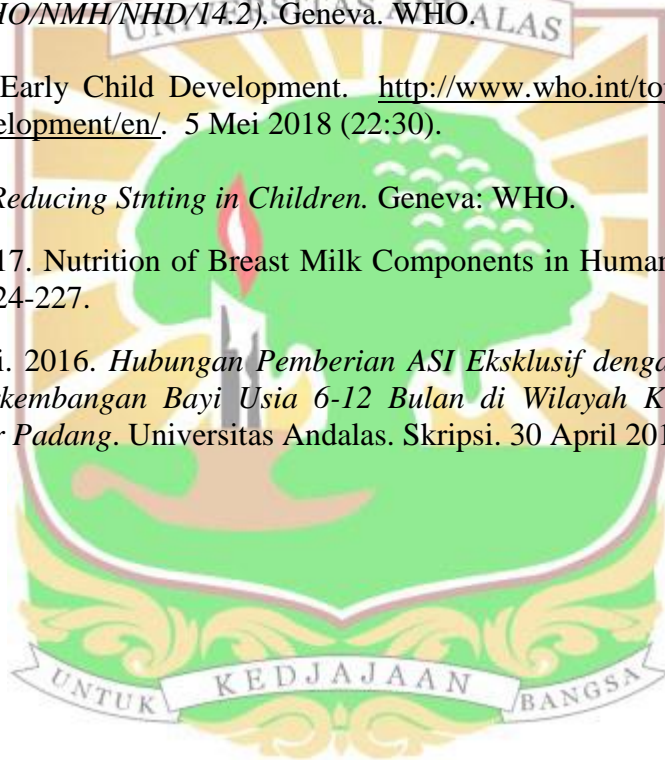 HO/NMH/NHD/14.2). Geneva. WHO.
UNIVERSITAS ANDALAS
Early Child Development. http://www.who.int/to
elopment/en/. 5 Mei 2018 (22:30).
Reducing Stnting in Children. Geneva: WHO.
17. Nutrition of Breast Milk Components in Human
24-227.
i. 2016. Hubungan Pemberian ASI Eksklusif denga
rkembangan Bayi Usia 6-12 Bulan di Wilayah K
r Padang. Universitas Andalas. Skripsi. 30 April 201
UNTUK KEDJAJAAN BANGSA